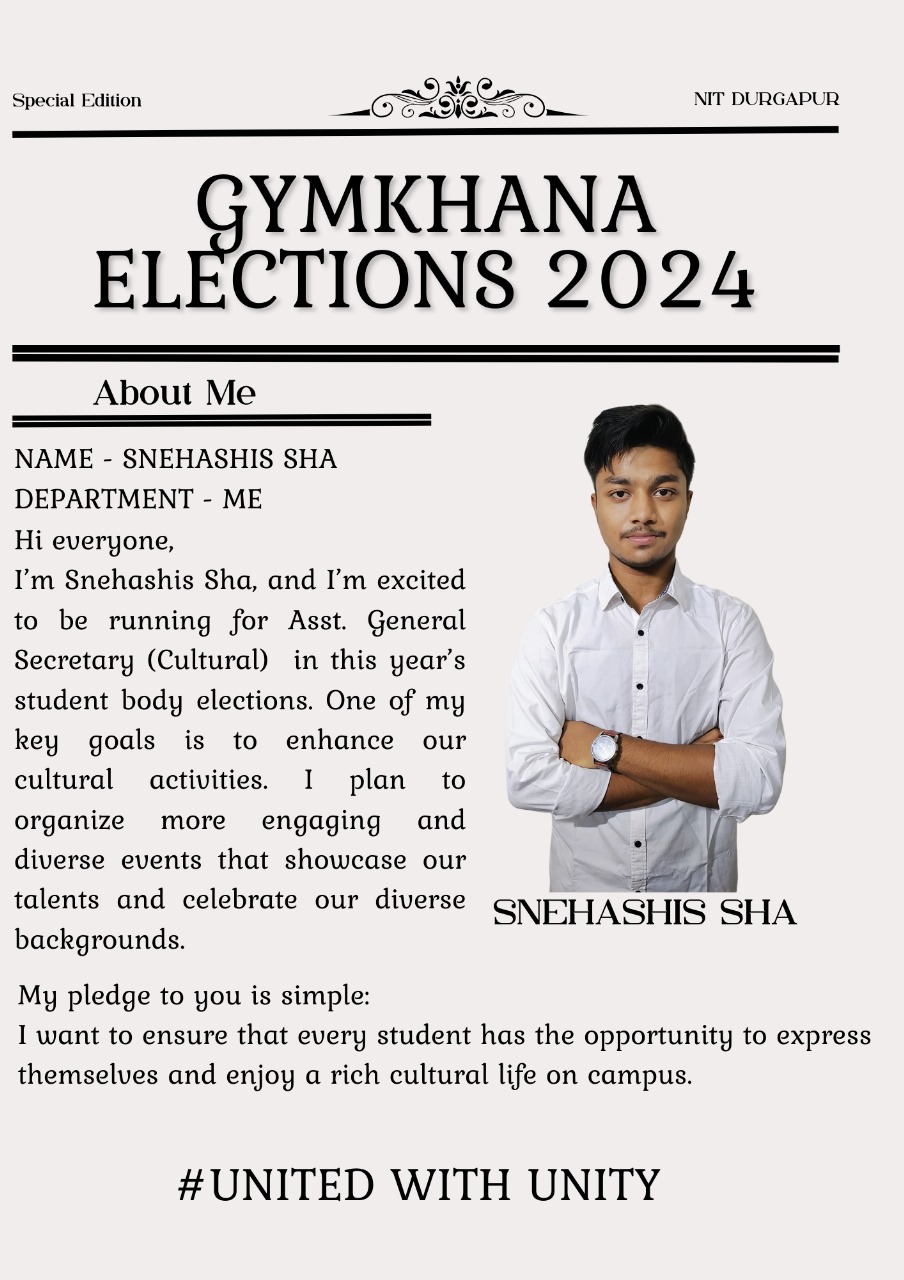 Special Edition
NIT DURGAPUR
GYMKHANA
ELECTIONS 2024
About Me
NAME - SNEHASHIS SHA
DEPARTMENT - ME
Hi everyone,
I'm Snehashis Sha, and I'm excited
to be running for Asst. General
Secretary (Cultural) in this year's
student body elections. One of my
key goals is to enhance our
cultural activities. I plan to
organize more engaging and
diverse events that showcase our
talents and celebrate our diverse
backgrounds.
SNEHASHIS SHA
My pledge to you is simple:
I want to ensure that every student has the opportunity to express
themselves and enjoy a rich cultural life on campus.
#UNITED WITH UNITY